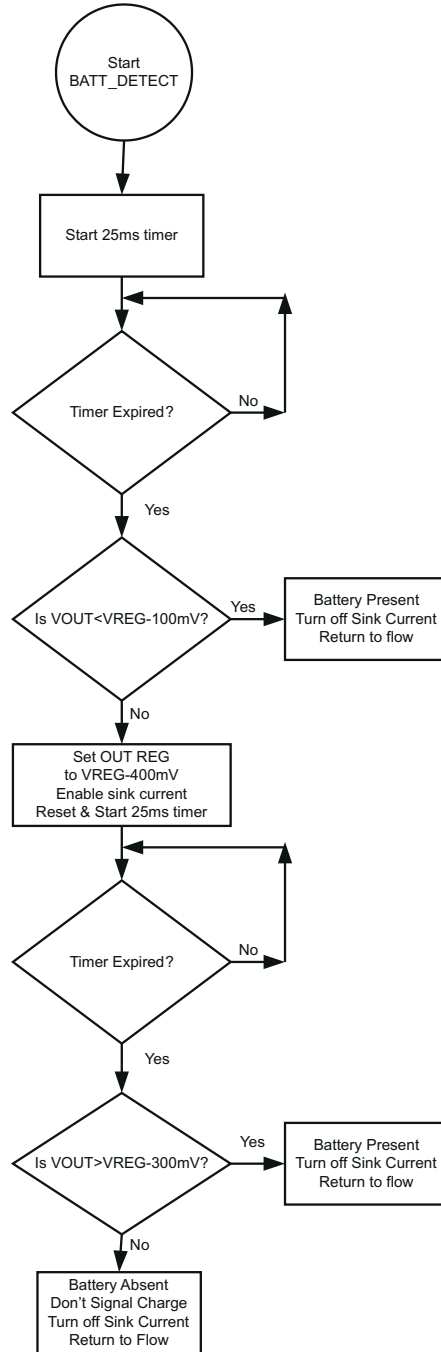 Start
BATT_DETECT
Start 25ms timer
Timer Expired?
No
Yes
Is VOUT<VREG-100mV?
Yes
Battery Present
Turn off Sink Current
Return to flow
No
Set OUT REG
to VREG-400mV
Enable sink current
Reset & Start 25ms timer
Timer Expired?
No
Yes
Is VOUT>VREG-300mV?
Yes
Battery Present
Turn off Sink Current
Return to flow
No
Battery Absent
Don't Signal Charge
Turn off Sink Current
Return to Flow